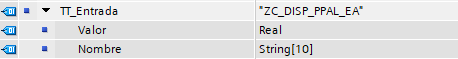 TT_Entrada "ZC_DISP_PPAL_EA"
Valor Real
Nombre String[10]